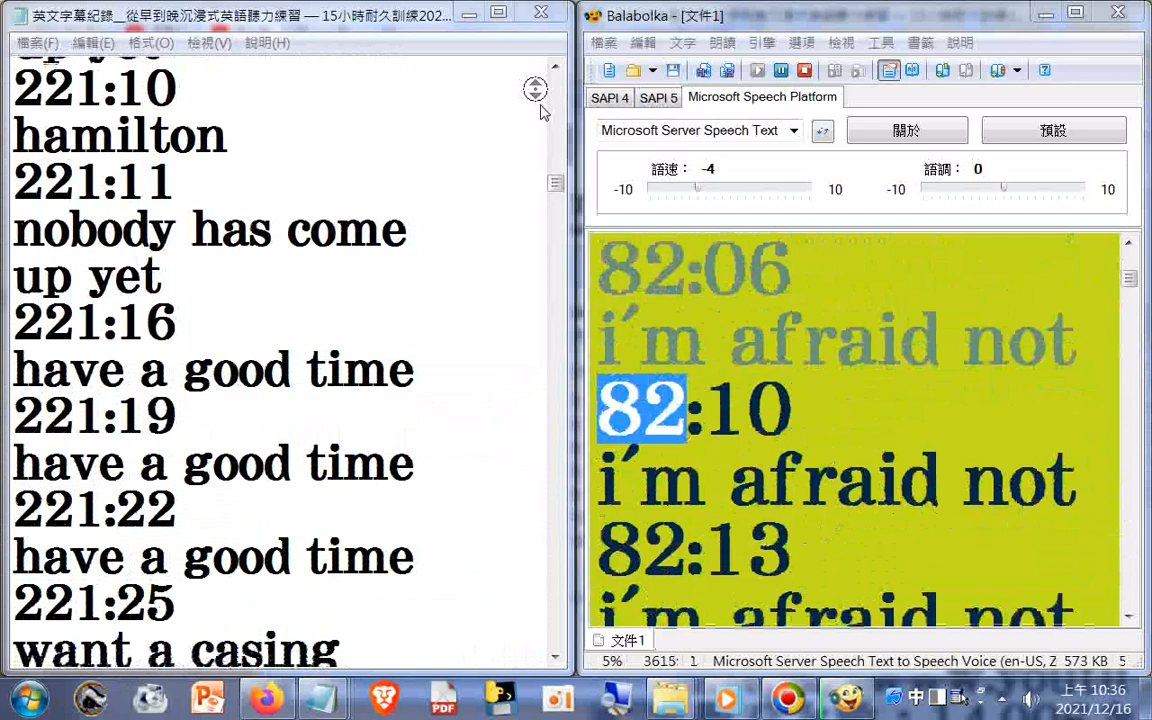 英文字幕紀錄__從早到晚沉浸式英語聽力練習 — 15小時耐久訓練202...
檔案(F) 編輯(E) 格式(O) 檢視(V) 說明(H)
up yet
221:10
hamilton
221:11
nobody has come
up yet
221:16
have a good time
221:19
have a good time
221:22
have a good time
221:25
want a casing
Balabolka - [文件1]
檔案 編輯 文字 朗讀 引擎 選項 檢視 工具 書籤 說明
SAPI 4 SAPI 5 Microsoft Speech Platform
Microsoft Server Speech Text 關於 預設
語速： -4 語調： 0
-10 10 -10 10
82:06
i´m afraid not
82:10
i´m afraid not
82:13
i´m afraid not
文件1
5% 3615: 1 Microsoft Server Speech Text to Speech Voice (en-US, Z 573 KB 5
PDF
中
上午 10:36
2021/12/16